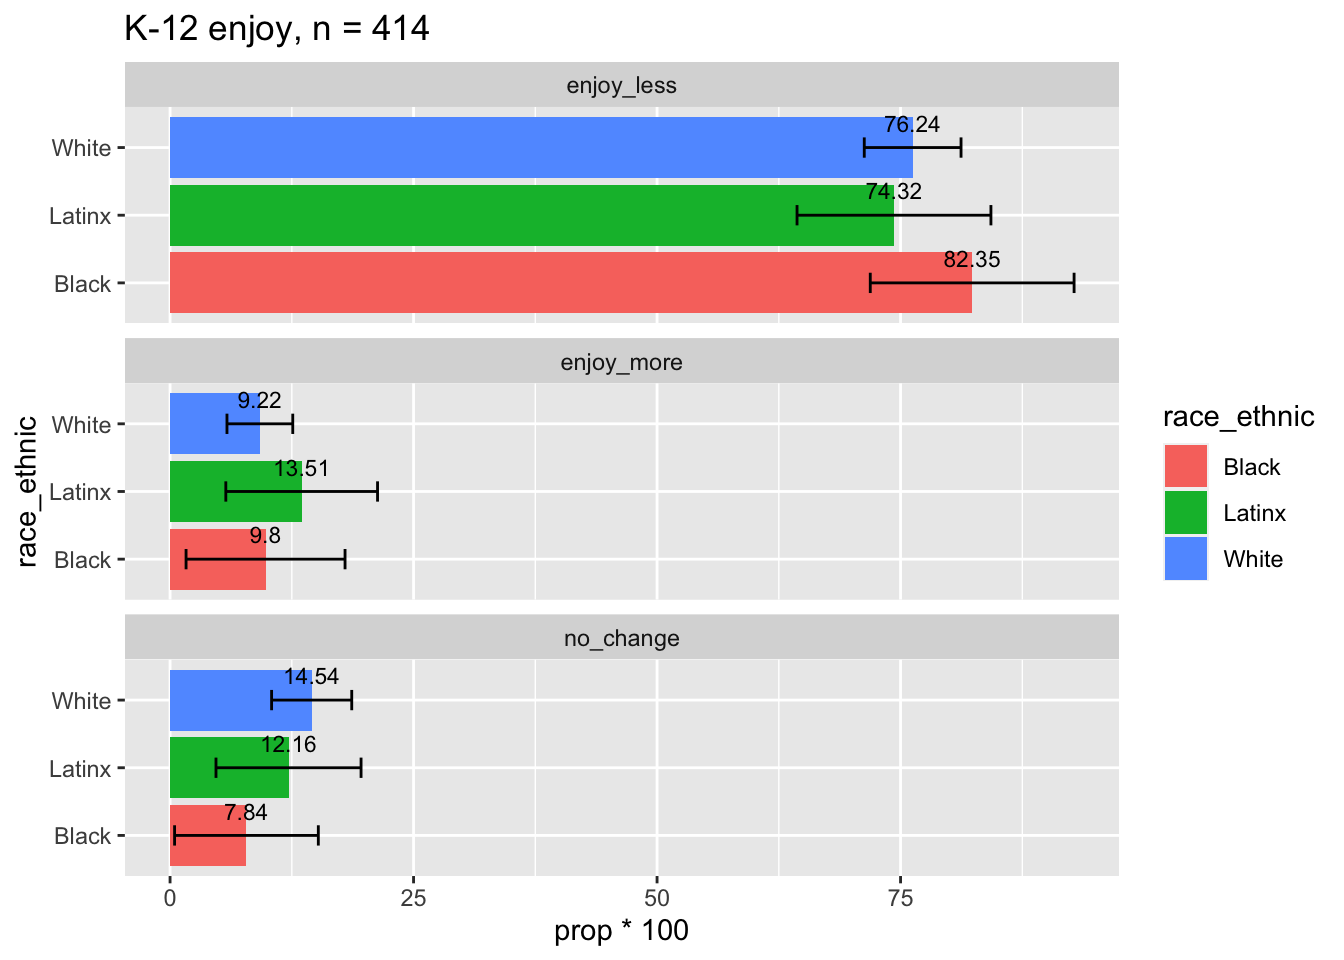 K-12 enjoy, n = 414
enjoy_less
White
76.24
Latinx
74.32
Black
82.35
enjoy_more
White
9.22
Latinx
13.51
Black
9.8
no_change
White
14.54
Latinx
12.16
Black
7.84
0 25 50 75
prop * 100
race_ethnic
race_ethnic
Black
Latinx
White